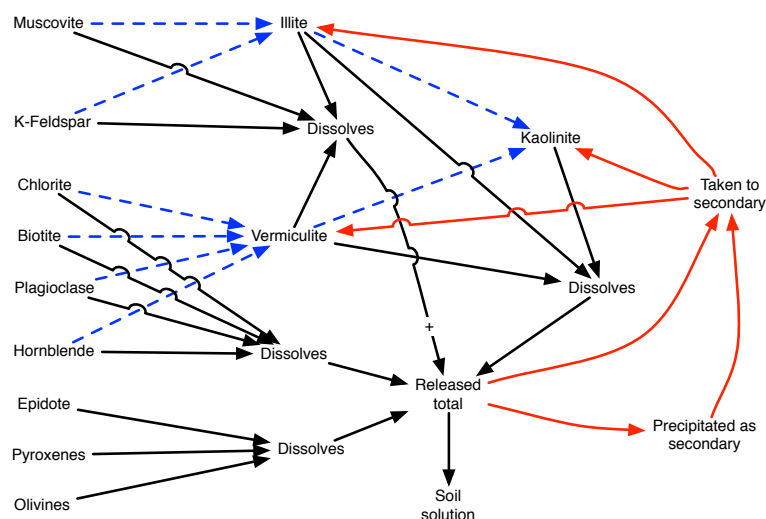 Muscovite
Illite
K-Feldspar
Dissolves
Kaolinite
Chlorite
Taken to
secondary
Biotite
Vermiculite
Plagioclase
Dissolves
+
Hornblende
Dissolves
Released
total
Epidote
Precipitated as
secondary
Pyroxenes
Dissolves
Olivines
Soil
solution